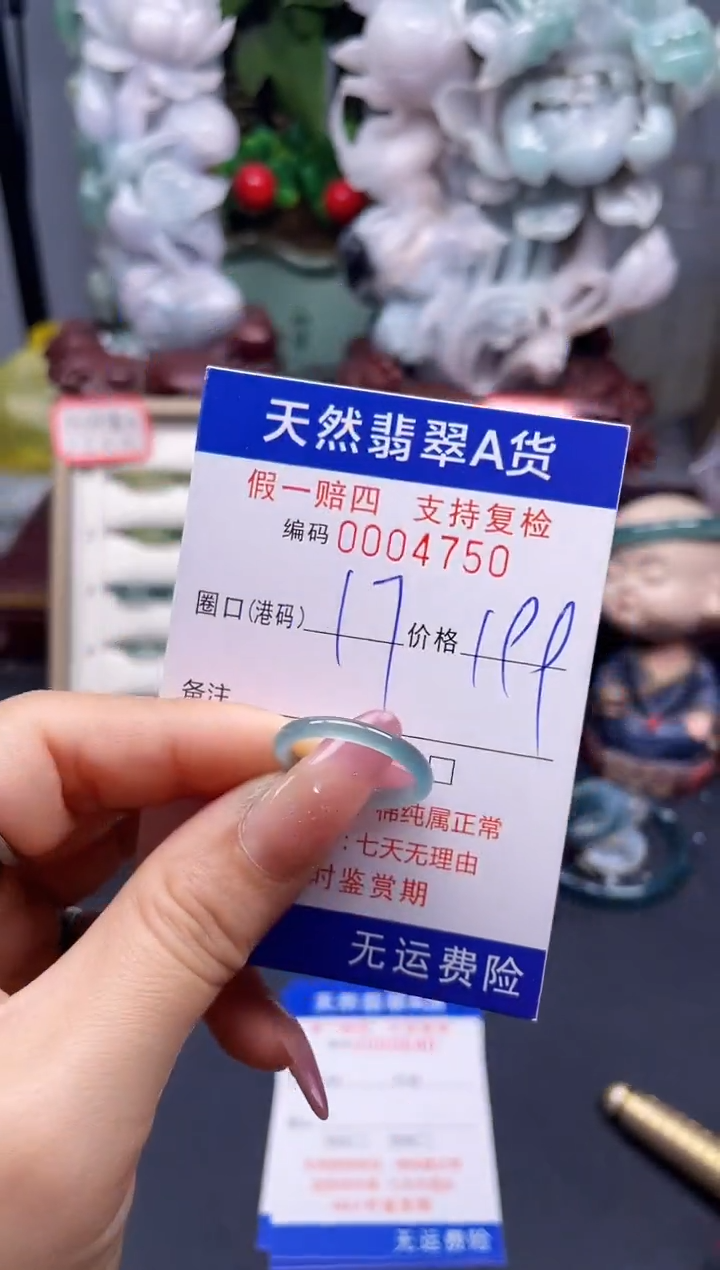 天然翡翠A货
假一赔四 支持复检
编码 0004750
圈口(港码) 17 价格 199
备注
棉纯属正常
:七天无理由
时鉴赏期
无运费险
无运费险